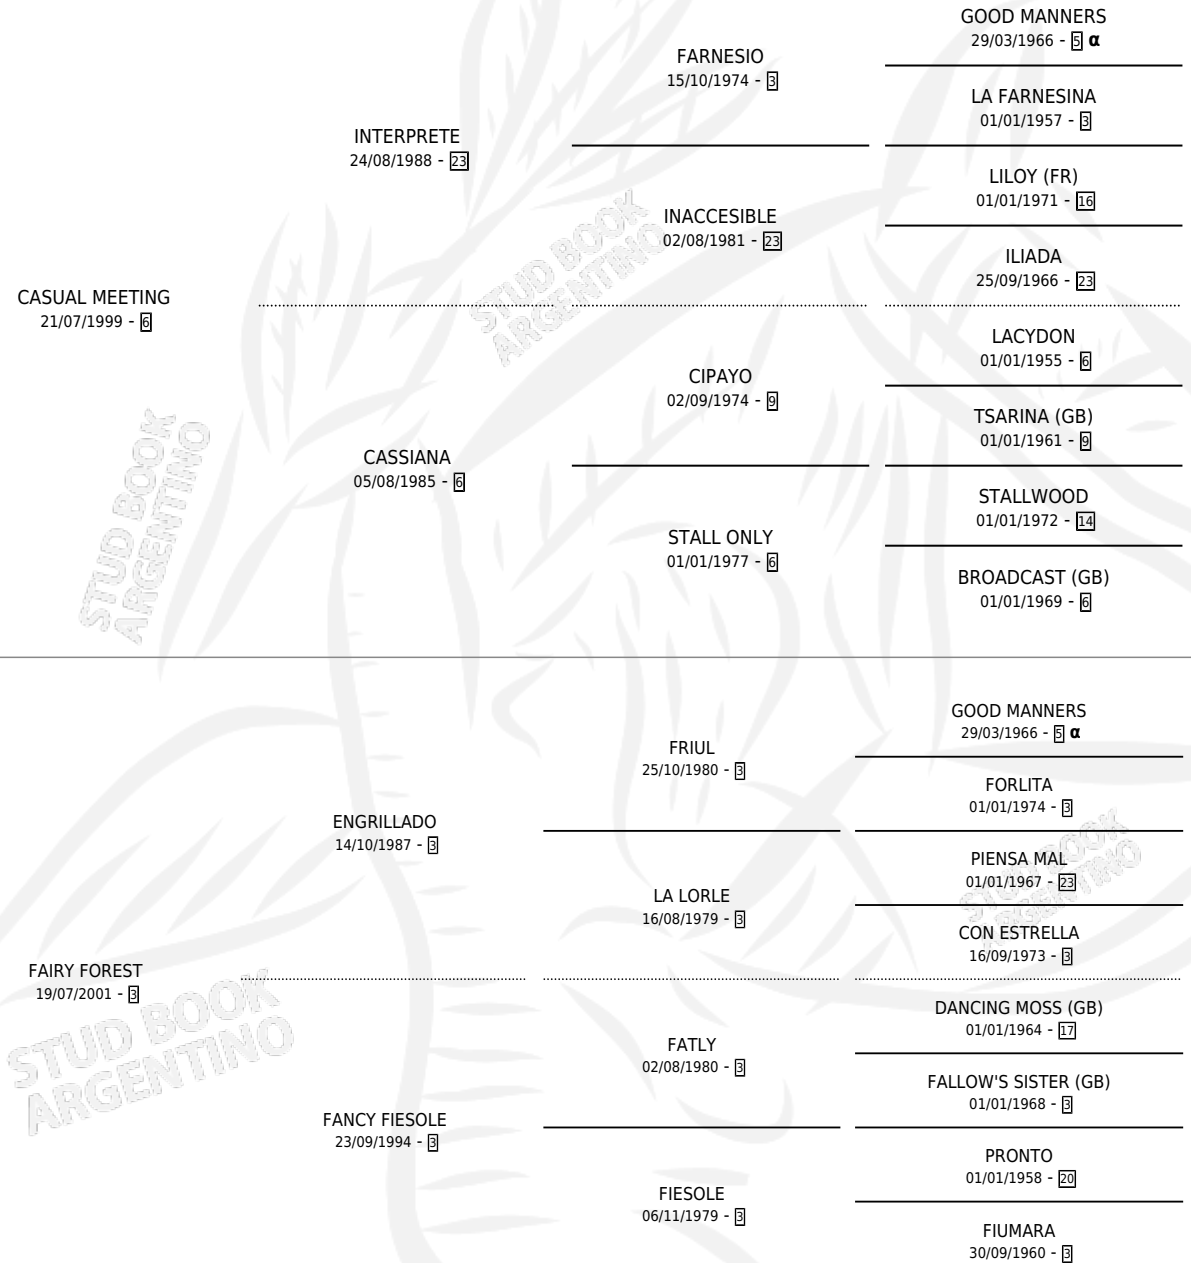 GOOD MANNERS
29/03/1966 - 5 α
FARNESIO
15/10/1974 - 3
LA FARNESINA
01/01/1957 - 3
INTERPRETE
24/08/1988 - 23
LILOY (FR)
01/01/1971 - 16
INACCESIBLE
02/08/1981 - 23
ILIADA
25/09/1966 - 23
CASUAL MEETING
21/07/1999 - 6
LACYDON
01/01/1955 - 6
CIPAYO
02/09/1974 - 9
TSARINA (GB)
01/01/1961 - 9
CASSIANA
05/08/1985 - 6
STALLWOOD
01/01/1972 - 14
STALL ONLY
01/01/1977 - 6
BROADCAST (GB)
01/01/1969 - 6
GOOD MANNERS
29/03/1966 - 5 α
FRIUL
25/10/1980 - 3
FORLITA
01/01/1974 - 3
ENGRILLADO
14/10/1987 - 3
PIENSA MAL
01/01/1967 - 23
LA LORLE
16/08/1979 - 3
CON ESTRELLA
16/09/1973 - 3
FAIRY FOREST
19/07/2001 - 3
DANCING MOSS (GB)
01/01/1964 - 17
FATLY
02/08/1980 - 3
FALLOW'S SISTER (GB)
01/01/1968 - 3
FANCY FIESOLE
23/09/1994 - 3
PRONTO
01/01/1958 - 20
FIESOLE
06/11/1979 - 3
FIUMARA
30/09/1960 - 3
STUD BOOK
ARGENTINO
STUD BOOK
ARGENTINO
STUD BOOK
ARGENTINO
STUD BOOK
ARGENTINO